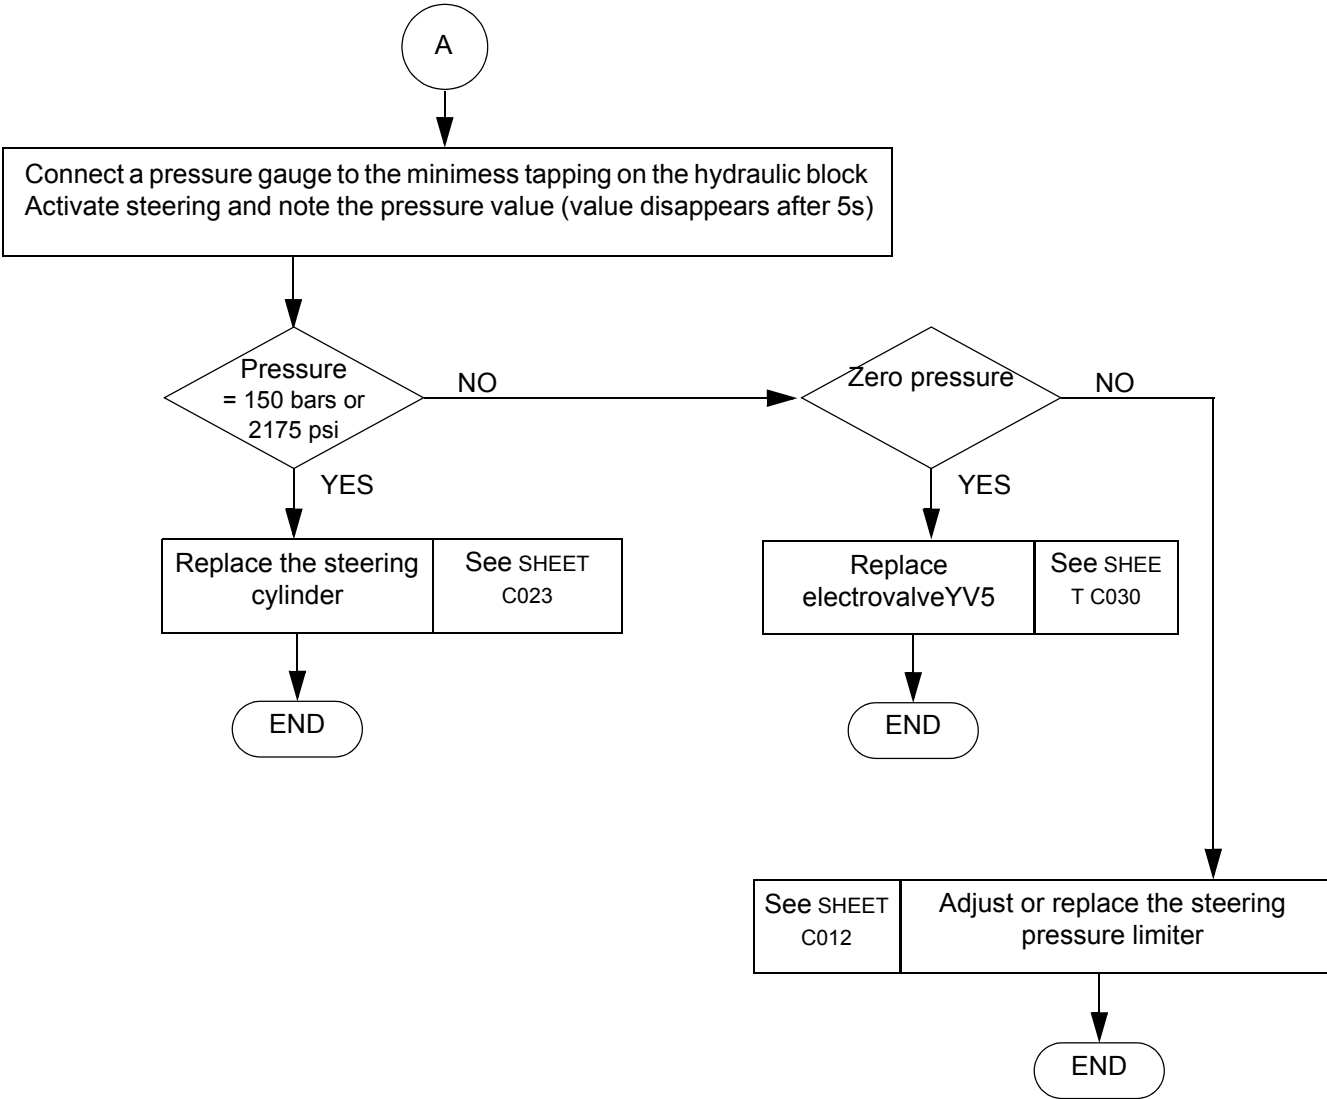 A
Connect a pressure gauge to the minimess tapping on the hydraulic block
Activate steering and note the pressure value (value disappears after 5s)
Pressure
= 150 bars or
2175 psi
NO
YES
Zero pressure
NO
YES
Replace the steering
cylinder
See SHEET
C023
END
Replace
electrovalveYV5
See SHEE
T C030
END
See SHEET
C012
Adjust or replace the steering
pressure limiter
END